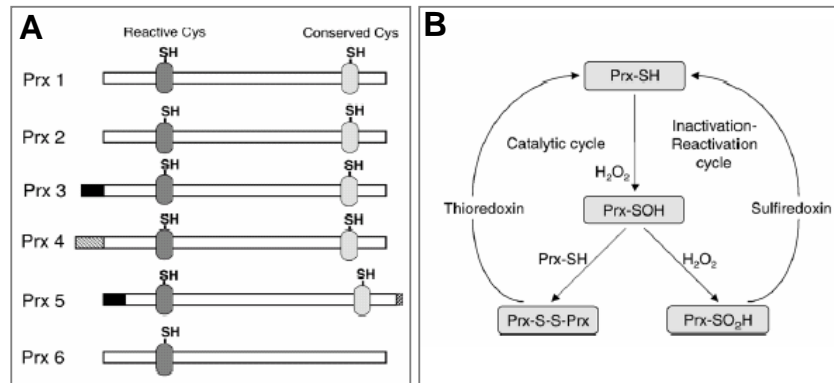 A
Reactive Cys
Conserved Cys
SH
SH
Prx 1
SH
SH
Prx 2
SH
SH
Prx 3
SH
SH
Prx 4
SH
SH
Prx 5
SH
Prx 6
B
Prx-SH
Catalytic cycle
Inactivation-
Reactivation
cycle
H₂O₂
Thioredoxin
Prx-SOH
Sulfiredoxin
Prx-SH
H₂O₂
Prx-S-S-Prx
Prx-SO₂H